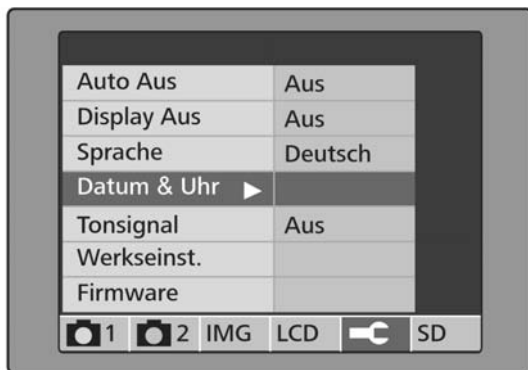 Auto Aus Aus
Display Aus Aus
Sprache Deutsch
Datum & Uhr ▶
Tonsignal Aus
Werkseinst.
Firmware
1 2 IMG LCD SD